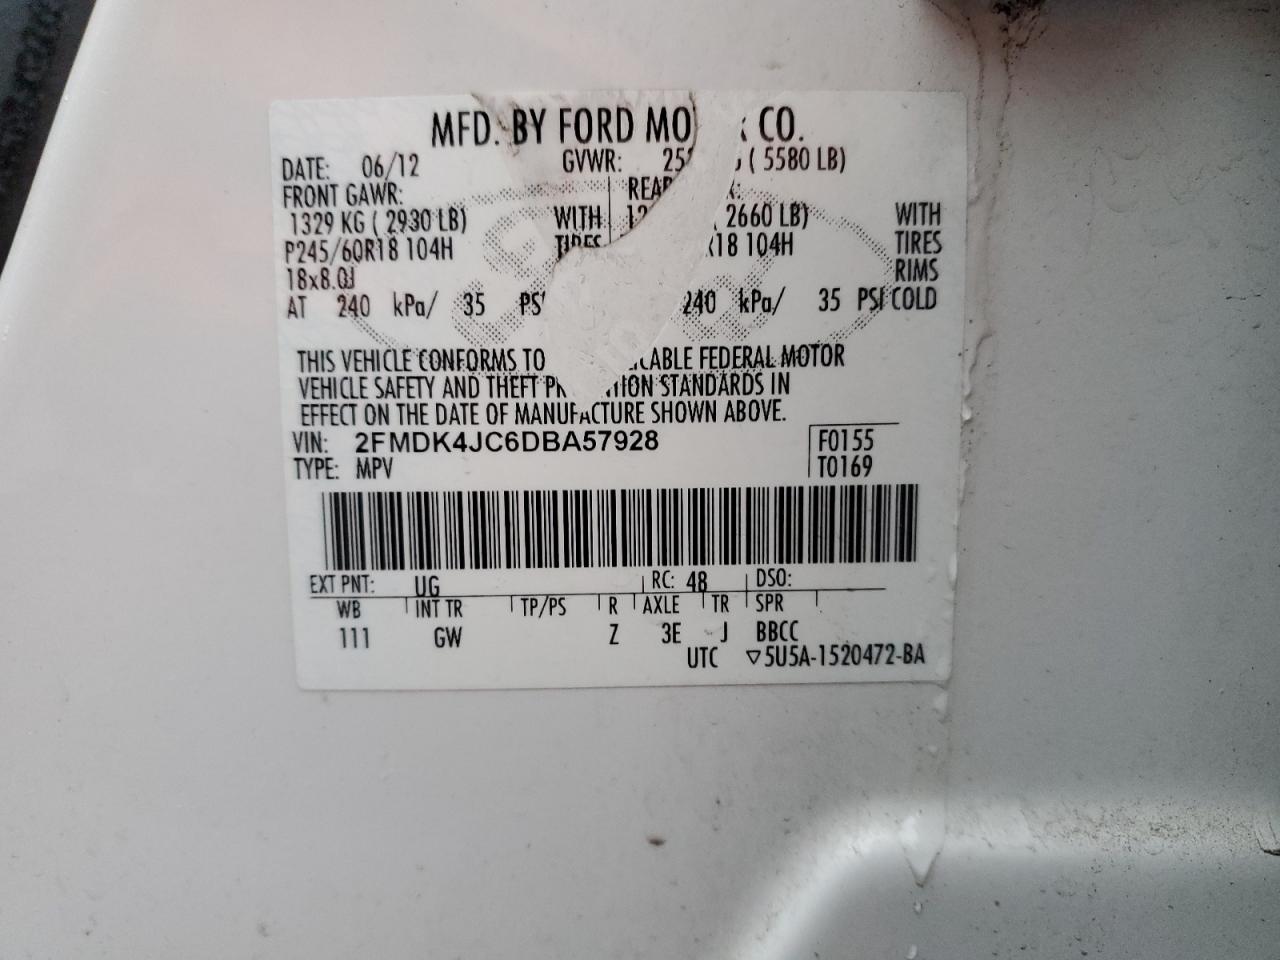 MFD. BY FORD CO.
DATE: 06/12 GVWR: ( 5580 LB)
FRONT GAWR:
1329 KG ( 2930 LB) WITH ( 2660 LB) WITH
P245/60R18 104H TIRES R18 104H TIRES
18x8.0J RIMS
AT 240 kPa/ 35 240 kPa/ 35 PSI COLD
THIS VEHICLE CONFORMS TO FEDERAL MOTOR
VEHICLE SAFETY AND THEFT STANDARDS IN
EFFECT ON THE DATE OF MANUFACTURE SHOWN ABOVE.
VIN: 2FMDK4JC6DBA57928 F0155
TYPE: MPV T0169
EXT PNT: UG RC: 48 DSO:
WB INT TR TP/PS R AXLE TR SPR
111 GW Z 3E J BBCC
UTC ▽5U5A-1520472-BA